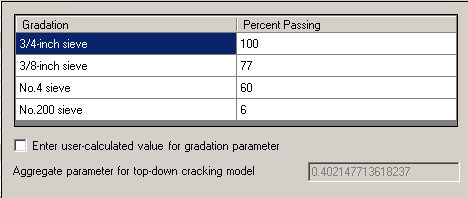 Gradation Percent Passing
3/4-inch sieve 100
3/8-inch sieve 77
No.4 sieve 60
No.200 sieve 6
Enter user-calculated value for gradation parameter
Aggregate parameter for top-down cracking model 0.402147713618237